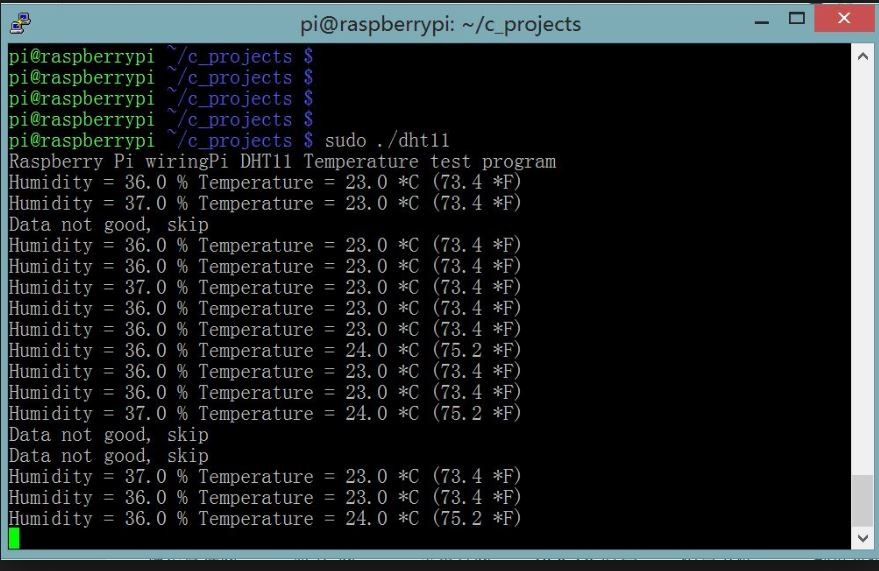 pi@raspberrypi: ~/c_projects
pi@raspberrypi ~/c_projects $
pi@raspberrypi ~/c_projects $
pi@raspberrypi ~/c_projects $
pi@raspberrypi ~/c_projects $
pi@raspberrypi ~/c_projects $ sudo ./dht11
Raspberry Pi wiringPi DHT11 Temperature test program
Humidity = 36.0 % Temperature = 23.0 *C (73.4 *F)
Humidity = 37.0 % Temperature = 23.0 *C (73.4 *F)
Data not good, skip
Humidity = 36.0 % Temperature = 23.0 *C (73.4 *F)
Humidity = 36.0 % Temperature = 23.0 *C (73.4 *F)
Humidity = 37.0 % Temperature = 23.0 *C (73.4 *F)
Humidity = 36.0 % Temperature = 23.0 *C (73.4 *F)
Humidity = 36.0 % Temperature = 23.0 *C (73.4 *F)
Humidity = 36.0 % Temperature = 24.0 *C (75.2 *F)
Humidity = 36.0 % Temperature = 23.0 *C (73.4 *F)
Humidity = 36.0 % Temperature = 23.0 *C (73.4 *F)
Humidity = 37.0 % Temperature = 24.0 *C (75.2 *F)
Data not good, skip
Data not good, skip
Humidity = 37.0 % Temperature = 23.0 *C (73.4 *F)
Humidity = 36.0 % Temperature = 23.0 *C (73.4 *F)
Humidity = 36.0 % Temperature = 24.0 *C (75.2 *F)